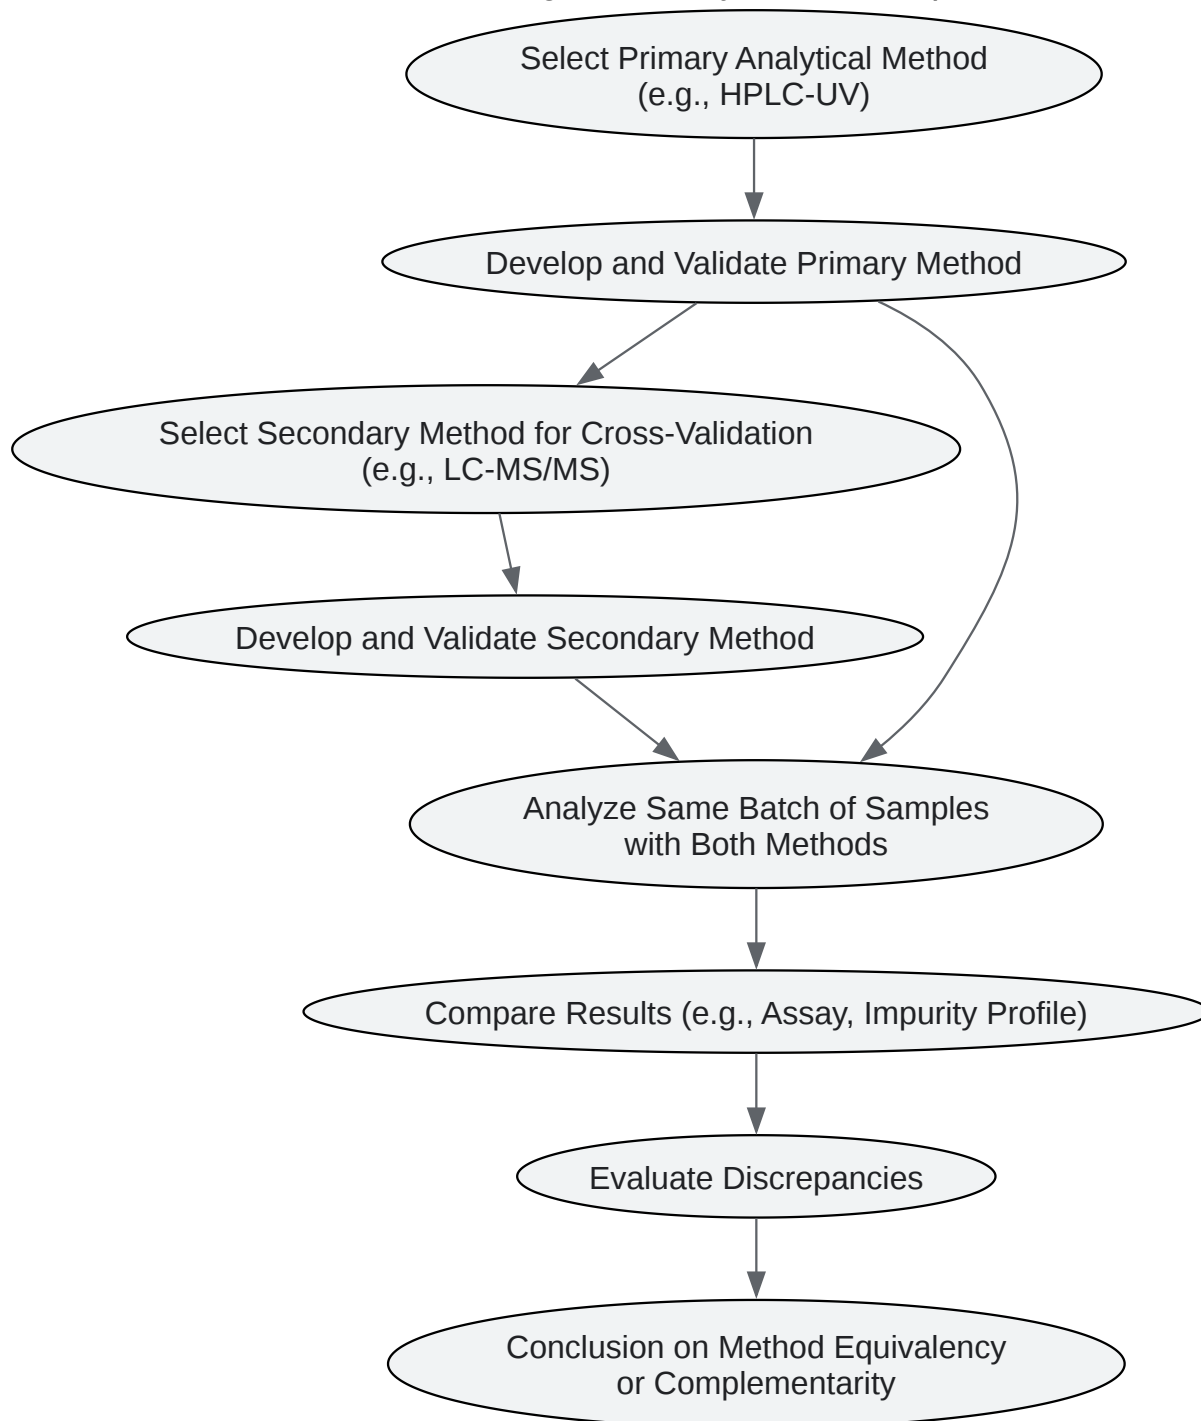 Select Primary Analytical Method
(e.g., HPLC-UV)
Develop and Validate Primary Method
Select Secondary Method for Cross-Validation
(e.g., LC-MS/MS)
Develop and Validate Secondary Method
Analyze Same Batch of Samples
with Both Methods
Compare Results (e.g., Assay, Impurity Profile)
Evaluate Discrepancies
Conclusion on Method Equivalency
or Complementarity